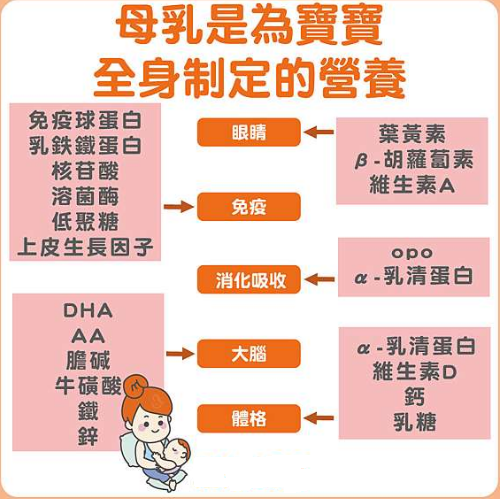 母乳是為寶寶
全身制定的營養
免疫球蛋白
乳鉄鐵蛋白
核苷酸
溶菌酶
低聚糖
上皮生長因子
DHA
AA
膽碱
牛磺酸
鐵
鋅
眼睛
免疫
消化吸收
大腦
體格
葉黃素
β-胡蘿蔔素
維生素A
opo
α-乳清蛋白
α-乳清蛋白
維生素D
鈣
乳糖